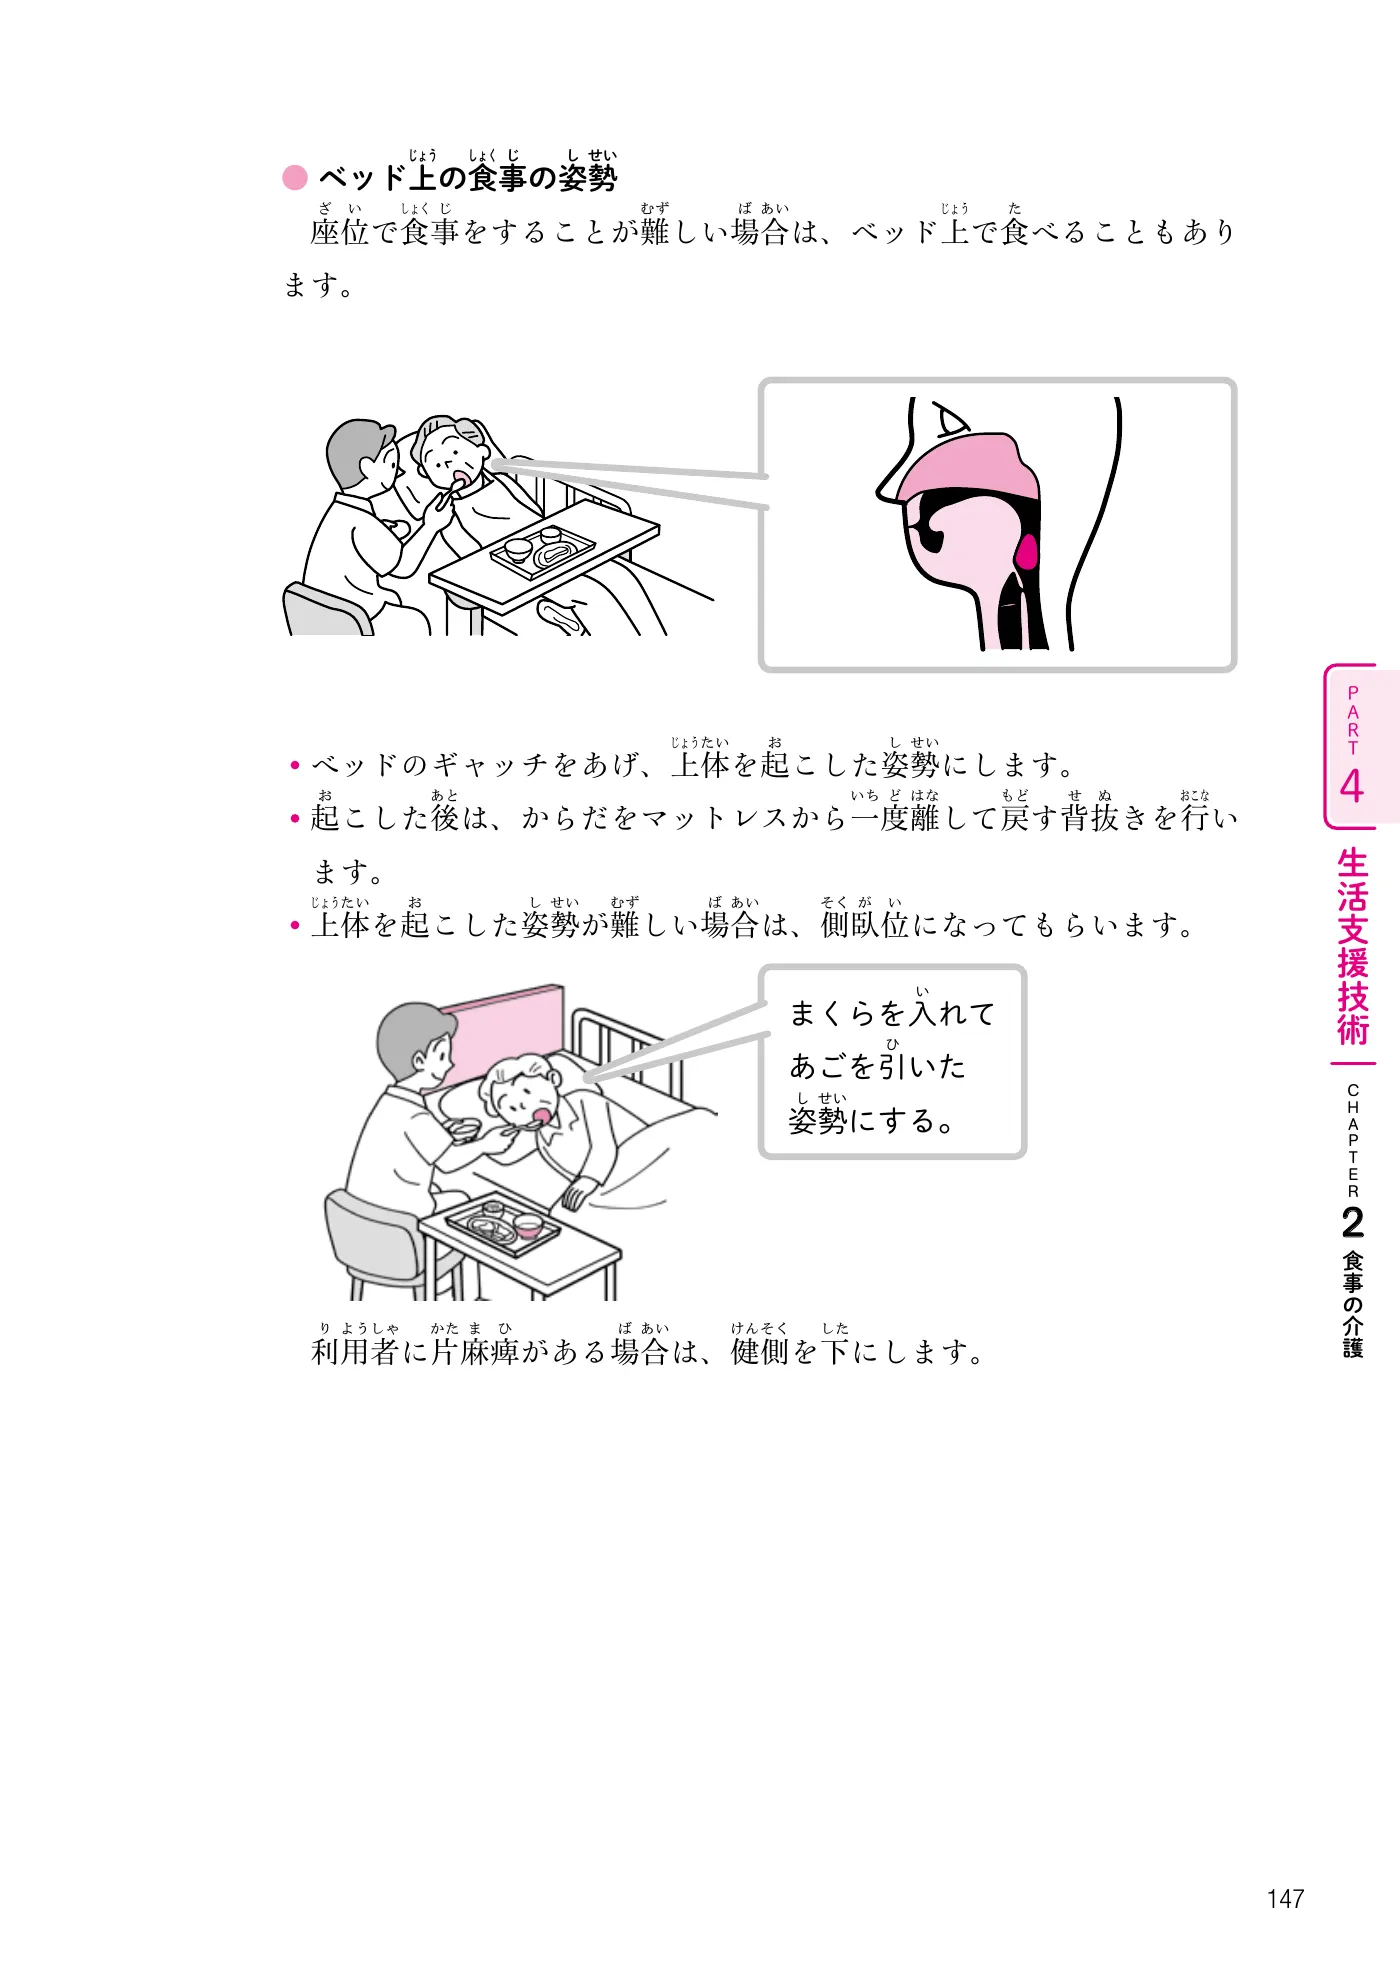 ベッド上の食事の姿勢
座位で食事をすることが難しい場合は、ベッド上で食べることもあり
ます。
•ベッドのギャッチをあげ、上体を起こした姿勢にします。
•起こした後は、からだをマットレスから一度離して戻す背抜きを行い
ます。
•上体を起こした姿勢が難しい場合は、側臥位になってもらいます。
まくらを入れて
あごを引いた
姿勢にする。
利用者に片麻痺がある場合は、健側を下にします。
PART
4
生活支援技術
CHAPTER
2
食事の介護
147